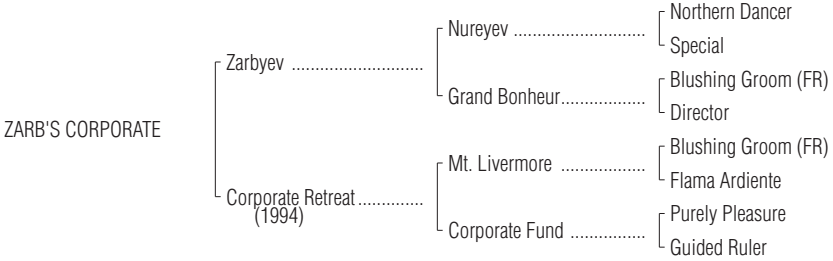 Northern Dancer
Nureyev ............................
Special
Zarbyev ............................
Blushing Groom (FR)
Grand Bonheur..................
Director
ZARB'S CORPORATE
Blushing Groom (FR)
Mt. Livermore ..................
Flama Ardiente
Corporate Retreat..............
(1994)
Purely Pleasure
Corporate Fund ................
Guided Ruler